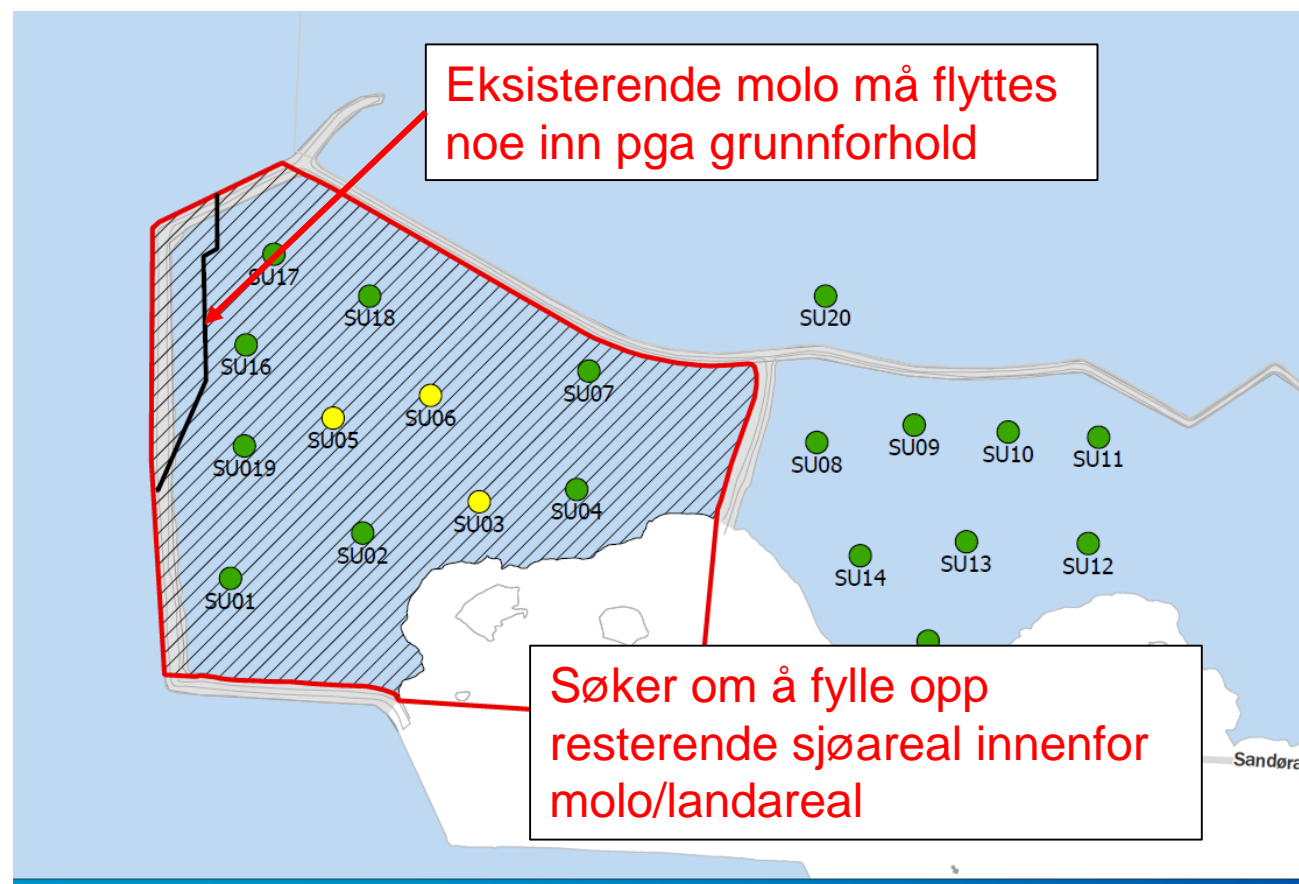 Eksisterende molo må flyttes
noe inn pga grunnforhold
SU17
SU18
SU20
SU16
SU07
SU06
SU05
SU09
SU10
SU11
SU08
SU019
SU03
SU04
SU02
SU14
SU13
SU12
SU01
Søker om å fylle opp
resterende sjøareal innenfor
molo/landareal
Sandøra